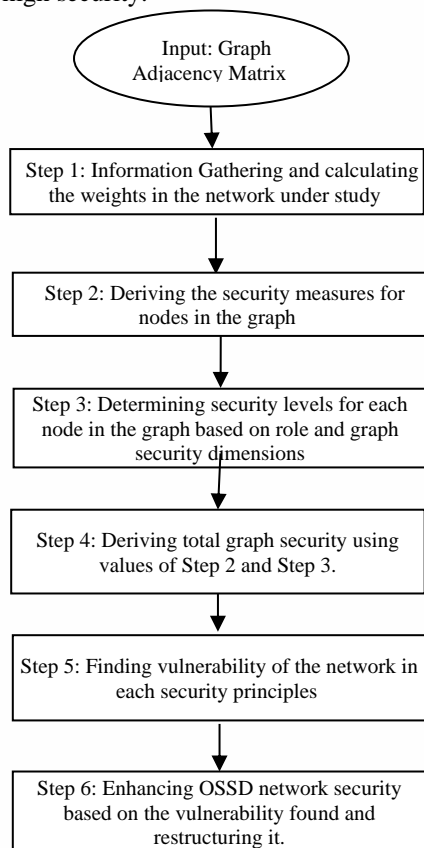 high security.
Input: Graph
Adjacency Matrix
Step 1: Information Gathering and calculating
the weights in the network under study
Step 2: Deriving the security measures for
nodes in the graph
Step 3: Determining security levels for each
node in the graph based on role and graph
security dimensions
Step 4: Deriving total graph security using
values of Step 2 and Step 3.
Step 5: Finding vulnerability of the network in
each security principles
Step 6: Enhancing OSSD network security
based on the vulnerability found and
restructuring it.